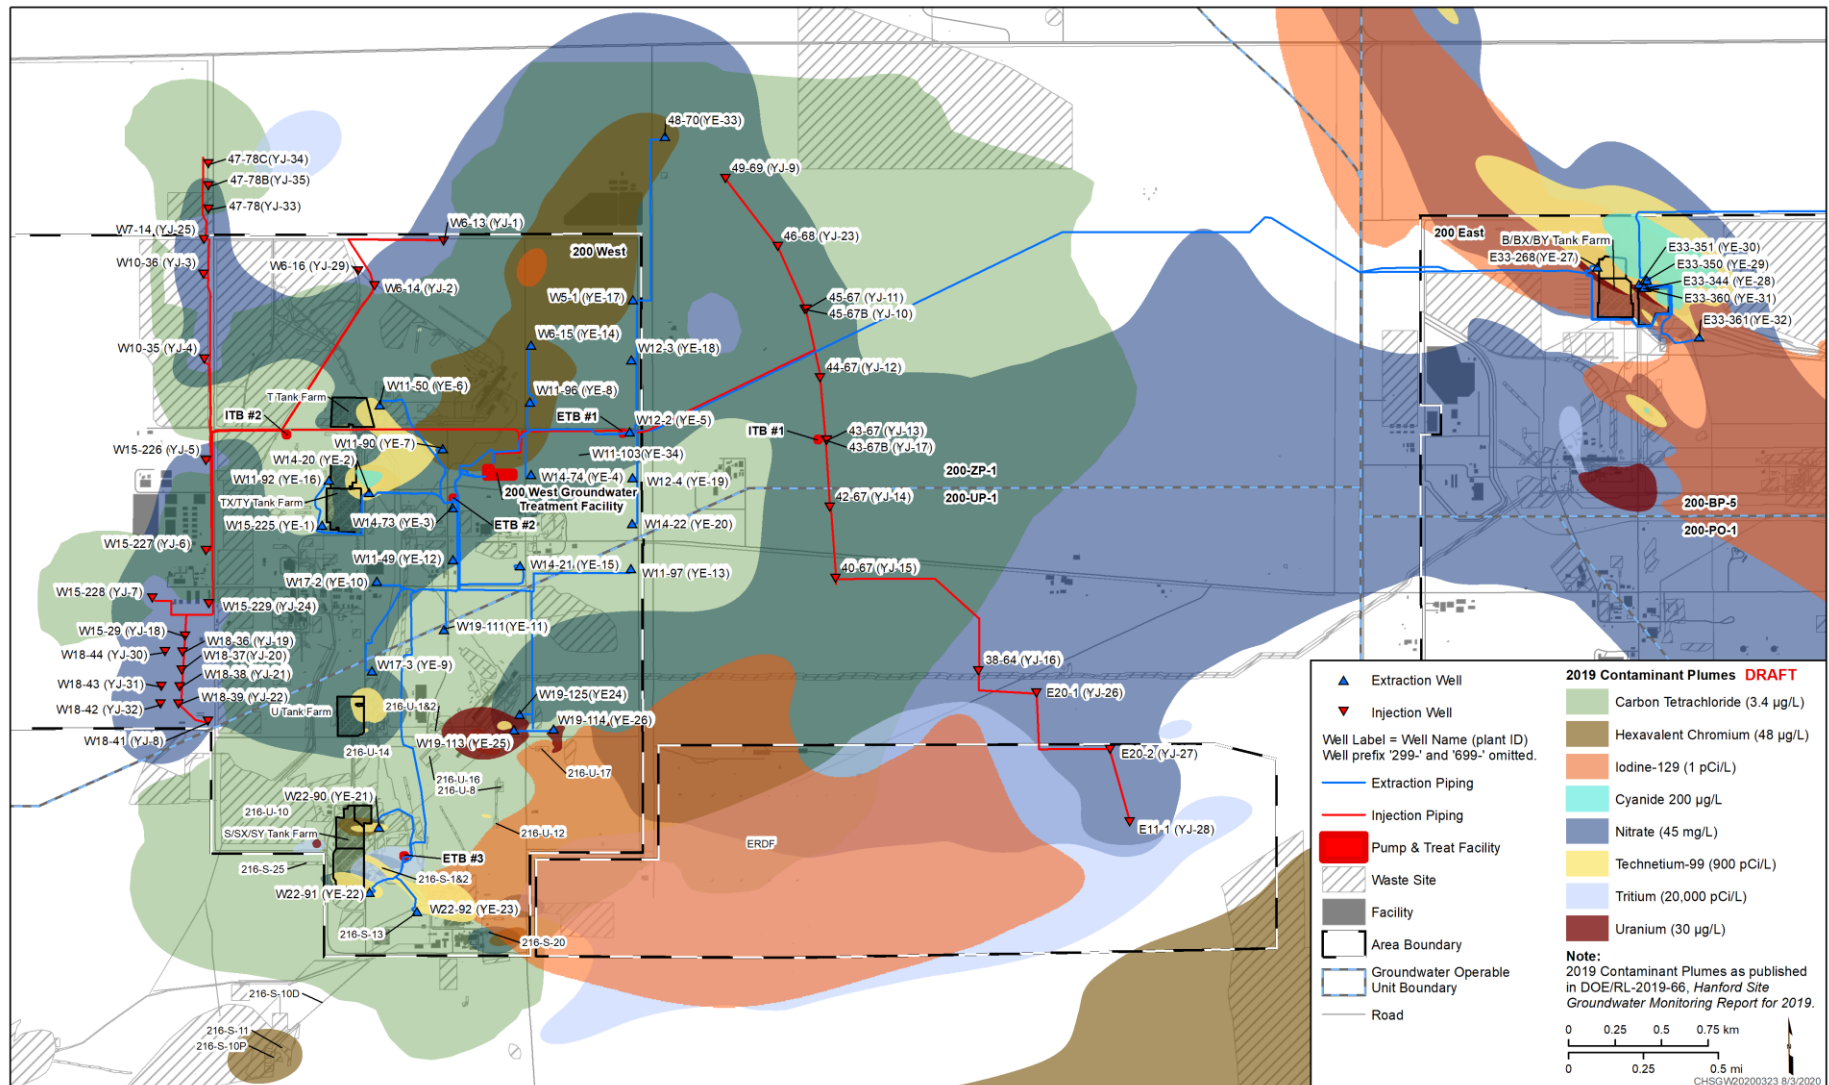 48-70 (YE-33)
47-78C(YJ-34)
49-69 (YJ-9)
47-78B(YJ-35)
47-78(YJ-33)
W7-14 (YJ-25)
W6-13 (YJ-1)
46-68 (YJ-23)
200 West
200 East
B/BX/BY Tank Farm
E33-351 (YE-30)
E33-268(YE-27)
E33-350 (YE-29)
E33-344 (YE-28)
E33-360 (YE-31)
E33-361 (YE-32)
W10-36 (YJ-3)
W6-16 (YJ-29)
W6-14 (YJ-2)
W5-1 (YE-17)
45-67 (YJ-11)
45-67B (YJ-10)
W6-15 (YE-14)
W10-35 (YJ-4)
W12-3 (YE-18)
44-67 (YJ-12)
W11-50 (YE-6)
W11-96 (YE-8)
T Tank Farm
ITB #2
ETB #1
W12-2 (YE-5)
ITB #1
43-67 (YJ-13)
43-67B (YJ-17)
W11-90 (YE-7)
W15-226 (YJ-5)
W14-20 (YE-2)
W11-103 (YE-34)
200-ZP-1
W11-92 (YE-16)
W14-74 (YE-4)
W12-4 (YE-19)
200 West Groundwater
Treatment Facility
42-67 (YJ-14)
200-UP-1
TX/TY Tank Farm
200-BP-5
W15-225 (YE-1)
W14-73 (YE-3)
ETB #2
W14-22 (YE-20)
200-PO-1
W15-227 (YJ-6)
W11-49 (YE-12)
W14-21 (YE-15)
W11-97 (YE-13)
40-67 (YJ-15)
W17-2 (YE-10)
W15-228 (YJ-7)
W15-229 (YJ-24)
W15-29 (YJ-18)
W19-111(YE-11)
W18-36 (YJ-19)
W18-44 (YJ-30)
W18-37(YJ-20)
W18-38 (YJ-21)
W17-3 (YE-9)
38-64 (YJ-16)
W18-43 (YJ-31)
W18-39 (YJ-22)
W18-42 (YJ-32)
W19-125(YE24)
E20-1 (YJ-26)
U Tank Farm
216-U-1&2
W19-114 (YE-26)
W18-41 (YJ-8)
W19-113 (YE-25)
216-U-14
E20-2 (YJ-27)
216-U-17
216-U-16
216-U-8
W22-90 (YE-21)
216-U-10
E11-1 (YJ-28)
S/SX/SY Tank Farm
216-U-12
ERDF
ETB #3
216-S-25
216-S-1&2
W22-91 (YE-22)
W22-92 (YE-23)
216-S-13
216-S-20
216-S-10D
216-S-11
216-S-10P
Extraction Well
Injection Well
Well Label = Well Name (plant ID)
Well prefix '299-' and '699-' omitted.
Extraction Piping
Injection Piping
Pump & Treat Facility
Waste Site
Facility
Area Boundary
Groundwater Operable
Unit Boundary
Road
2019 Contaminant Plumes DRAFT
Carbon Tetrachloride (3.4 µg/L)
Hexavalent Chromium (48 µg/L)
Iodine-129 (1 pCi/L)
Cyanide 200 µg/L
Nitrate (45 mg/L)
Technetium-99 (900 pCi/L)
Tritium (20,000 pCi/L)
Uranium (30 µg/L)
Note:
2019 Contaminant Plumes as published
in DOE/RL-2019-66, Hanford Site
Groundwater Monitoring Report for 2019.
0 0.25 0.5 0.75 km
0 0.25 0.5 mi
CHSGW20200323 8/3/2020